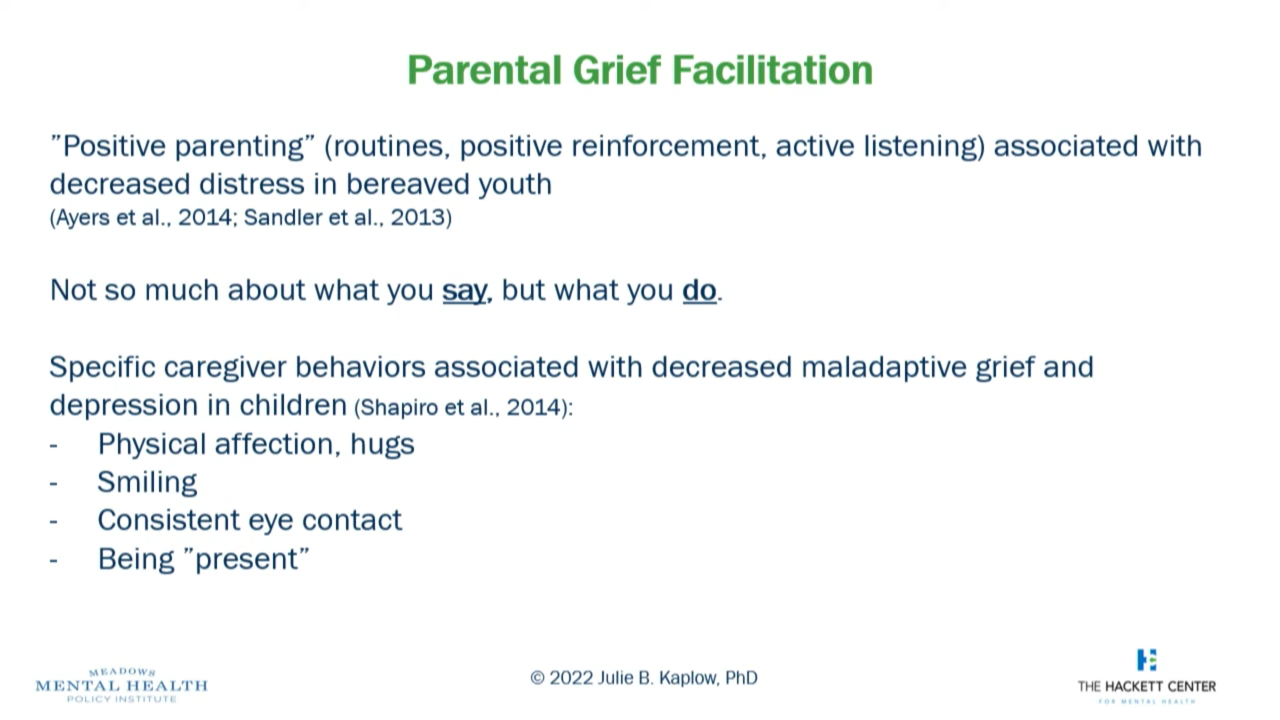 Parental Grief Facilitation
”Positive parenting” (routines, positive reinforcement, active listening) associated with
decreased distress in bereaved youth
(Ayers et al., 2014; Sandler et al., 2013)
Not so much about what you say, but what you do.
Specific caregiver behaviors associated with decreased maladaptive grief and
depression in children (Shapiro et al., 2014):
- Physical affection, hugs
- Smiling
- Consistent eye contact
- Being ”present”
MEADOWS
MENTAL HEALTH
POLICY INSTITUTE
© 2022 Julie B. Kaplow, PhD
THE HACKETT CENTER
FOR MENTAL HEALTH